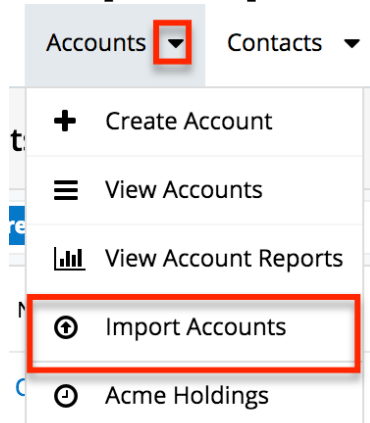 Accounts Contacts
Create Account
View Accounts
View Account Reports
Import Accounts
Acme Holdings